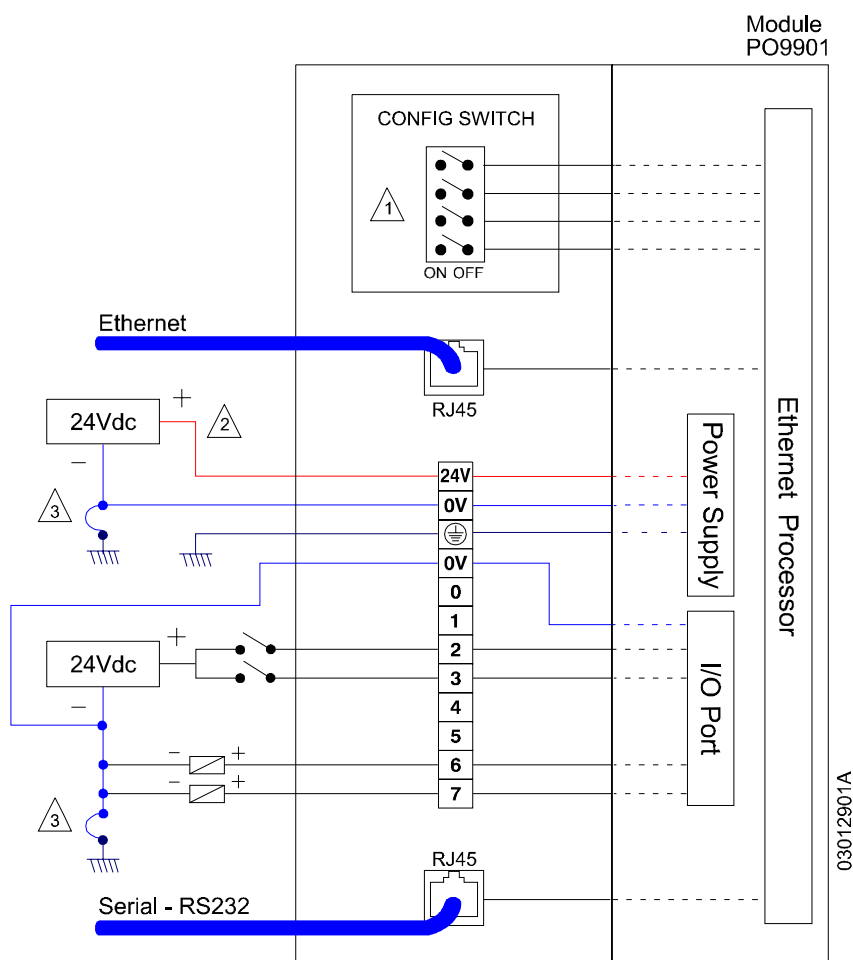 Module
PO9901
CONFIG SWITCH
1
ON OFF
Ethernet
RJ45
+
24Vdc
2
−
3
24V
0V
0V
0
1
2
3
4
5
6
7
+
24Vdc
−
− +
− +
3
Power Supply
I/O Port
Ethernet Processor
RJ45
Serial - RS232
03012901A